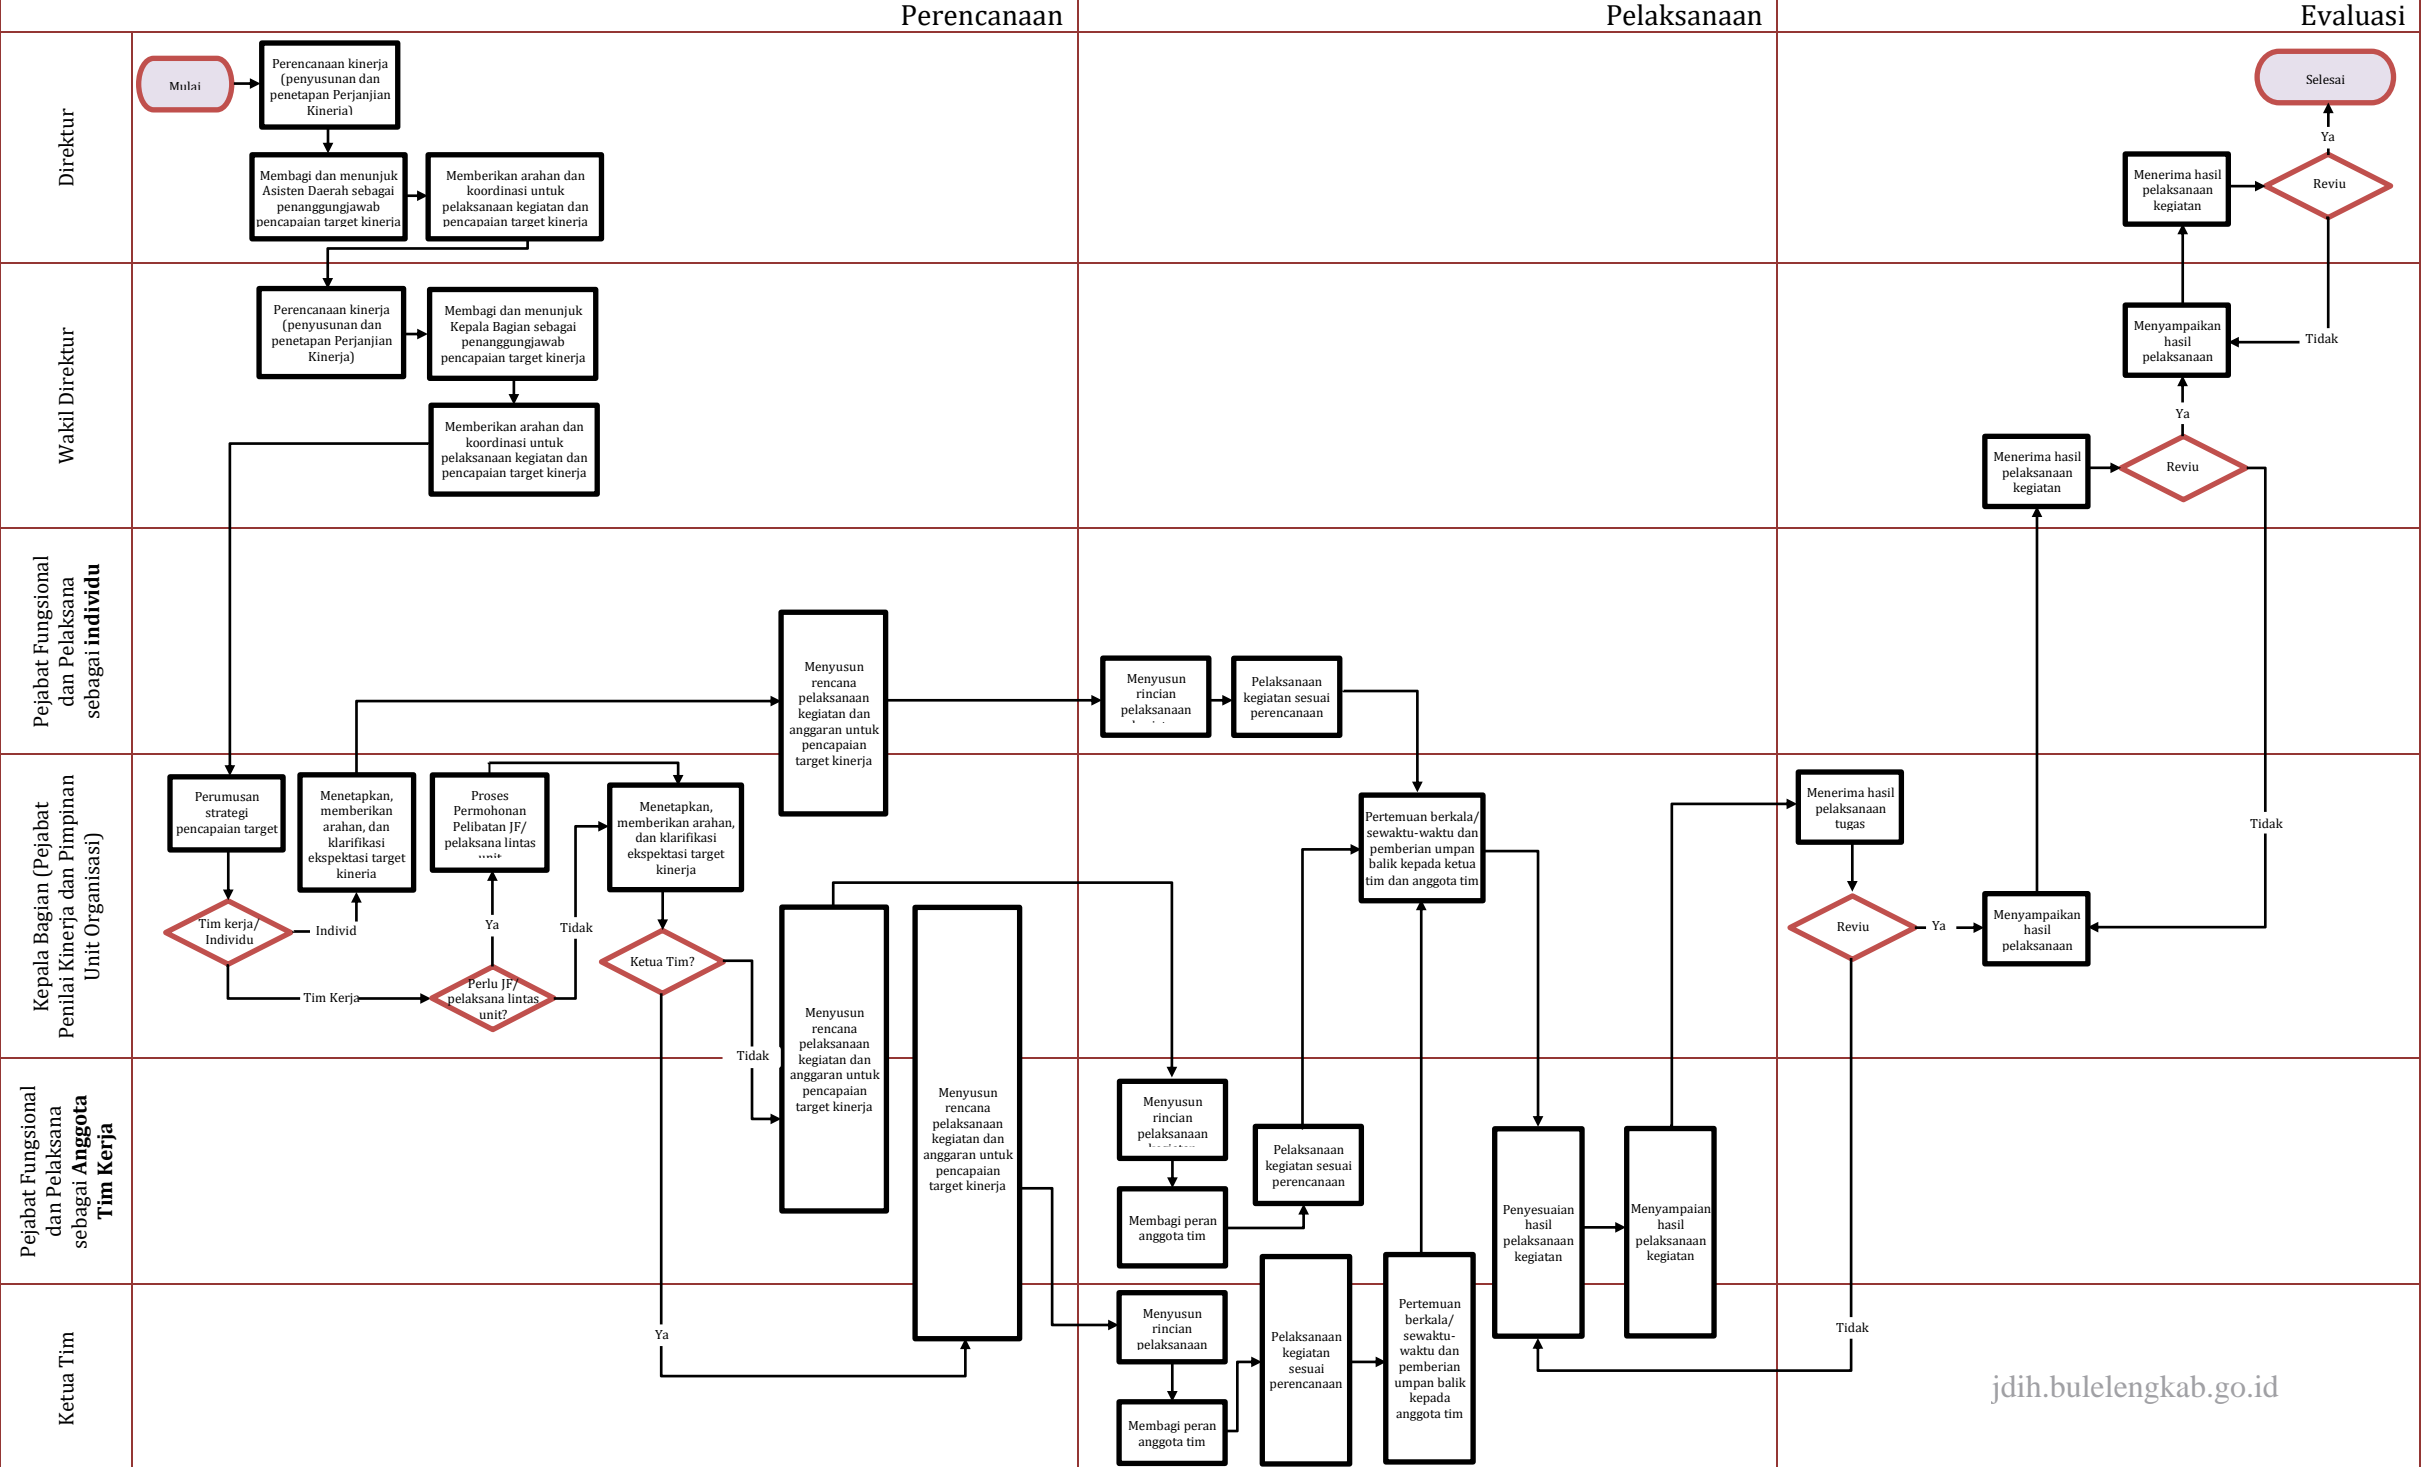 Perencanaan
Pelaksanaan
Evaluasi
Direktur
Mulai
Perencanaan kinerja
(penyusunan dan
penetapan Perjanjian
Kinerja)
Membagi dan menunjuk
Asisten Daerah sebagai
penanggungjawab
pencapaian target kinerja
Memberikan arahan dan
koordinasi untuk
pelaksanaan kegiatan dan
pencapaian target kinerja
Menerima hasil
pelaksanaan
kegiatan
Reviu
Ya
Selesai
Tidak
Wakil Direktur
Perencanaan kinerja
(penyusunan dan
penetapan Perjanjian
Kinerja)
Membagi dan menunjuk
Kepala Bagian sebagai
penanggungjawab
pencapaian target kinerja
Memberikan arahan dan
koordinasi untuk
pelaksanaan kegiatan dan
pencapaian target kinerja
Menyampaikan
hasil
pelaksanaan
Ya
Menerima hasil
pelaksanaan
kegiatan
Reviu
Pejabat Fungsional
dan Pelaksana
sebagai individu
Menyusun
rencana
pelaksanaan
kegiatan dan
anggaran untuk
pencapaian
target kinerja
Menyusun
rincian
pelaksanaan
Pelaksanaan
kegiatan sesuai
perencanaan
Kepala Bagian (Pejabat
Penilai Kinerja dan Pimpinan
Unit Organisasi)
Perumusan
strategi
pencapaian target
Menetapkan,
memberikan
arahan, dan
klarifikasi
ekspektasi target
kinerja
Proses
Permohonan
Pelibatan JF/
pelaksana lintas
unit
Menetapkan,
memberikan arahan,
dan klarifikasi
ekspektasi target
kinerja
Tim kerja/
Individu
Individ
Tim Kerja
Perlu JF/
pelaksana lintas
unit?
Ya
Tidak
Ketua Tim?
Tidak
Menyusun
rencana
pelaksanaan
kegiatan dan
anggaran untuk
pencapaian
target kinerja
Pertemuan berkala/
sewaktu-waktu dan
pemberian umpan
balik kepada ketua
tim dan anggota tim
Menerima hasil
pelaksanaan
tugas
Reviu
Ya
Menyampaikan
hasil
pelaksanaan
Tidak
Pejabat Fungsional
dan Pelaksana
sebagai Anggota
Tim Kerja
Menyusun
rencana
pelaksanaan
kegiatan dan
anggaran untuk
pencapaian
target kinerja
Menyusun
rincian
pelaksanaan
Membagi peran
anggota tim
Pelaksanaan
kegiatan sesuai
perencanaan
Penyesuaian
hasil
pelaksanaan
kegiatan
Menyampaian
hasil
pelaksanaan
kegiatan
Ketua Tim
Ya
Menyusun
rincian
pelaksanaan
Membagi peran
anggota tim
Pelaksanaan
kegiatan
sesuai
perencanaan
Pertemuan
berkala/
sewaktu-
waktu dan
pemberian
umpan balik
kepada
anggota tim
Tidak
jdih.bulelengkab.go.id